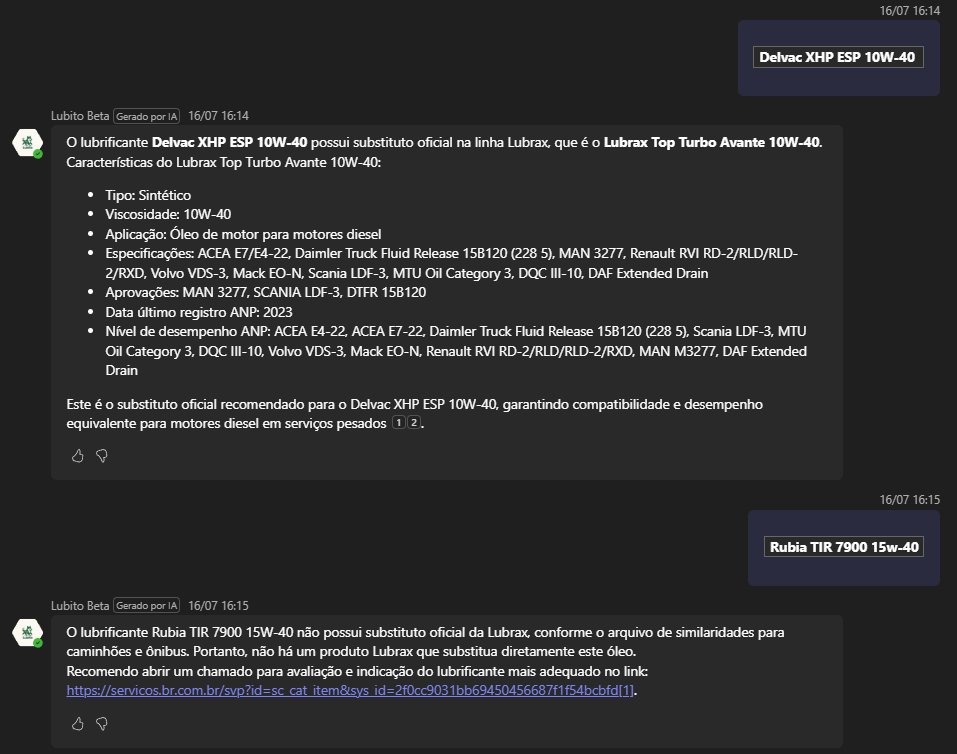 16/07 16:14
Delvac XHP ESP 10W-40
Lubito Beta Gerado por IA 16/07 16:14
O lubrificante Delvac XHP ESP 10W-40 possui substituto oficial na linha Lubrax, que é o Lubrax Top Turbo Avante 10W-40.
Características do Lubrax Top Turbo Avante 10W-40:
• Tipo: Sintético
• Viscosidade: 10W-40
• Aplicação: Óleo de motor para motores diesel
• Especificações: ACEA E7/E4-22, Daimler Truck Fluid Release 15B120 (228 5), MAN 3277, Renault RVI RD-2/RLD/RLD-
2/RXD, Volvo VDS-3, Mack EO-N, Scania LDF-3, MTU Oil Category 3, DQC III-10, DAF Extended Drain
• Aprovações: MAN 3277, SCANIA LDF-3, DTFR 15B120
• Data último registro ANP: 2023
• Nível de desempenho ANP: ACEA E4-22, ACEA E7-22, Daimler Truck Fluid Release 15B120 (228 5), Scania LDF-3, MTU
Oil Category 3, DQC III-10, Volvo VDS-3, Mack EO-N, Renault RVI RD-2/RLD/RLD-2/RXD, MAN M3277, DAF Extended
Drain
Este é o substituto oficial recomendado para o Delvac XHP ESP 10W-40, garantindo compatibilidade e desempenho
equivalente para motores diesel em serviços pesados 1 2.
16/07 16:15
Rubia TIR 7900 15w-40
Lubito Beta Gerado por IA 16/07 16:15
O lubrificante Rubia TIR 7900 15W-40 não possui substituto oficial da Lubrax, conforme o arquivo de similaridades para
caminhões e ônibus. Portanto, não há um produto Lubrax que substitua diretamente este óleo.
Recomendo abrir um chamado para avaliação e indicação do lubrificante mais adequado no link:
https://servicos.br.com.br/svp?id=sc_cat_item&sys_id=2f0cc9031bb69450456687f1f54bcbfd[1].